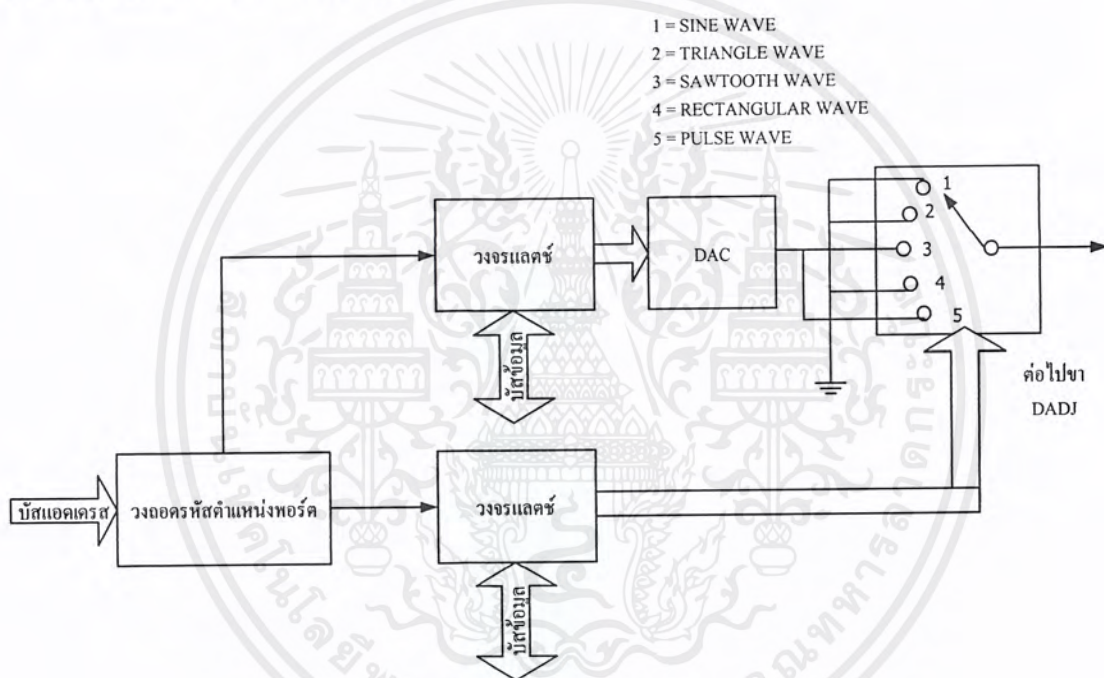 1 = SINE WAVE
2 = TRIANGLE WAVE
3 = SAWTOOTH WAVE
4 = RECTANGULAR WAVE
5 = PULSE WAVE
1
2
3
4
5
วงจรแลตช์
DAC
บัสข้อมูล
ต่อไปขา
DADJ
บัสแอดเดรส
วงถอดรหัสตำแหน่งพอร์ต
วงจรแลตช์
บัสข้อมูล